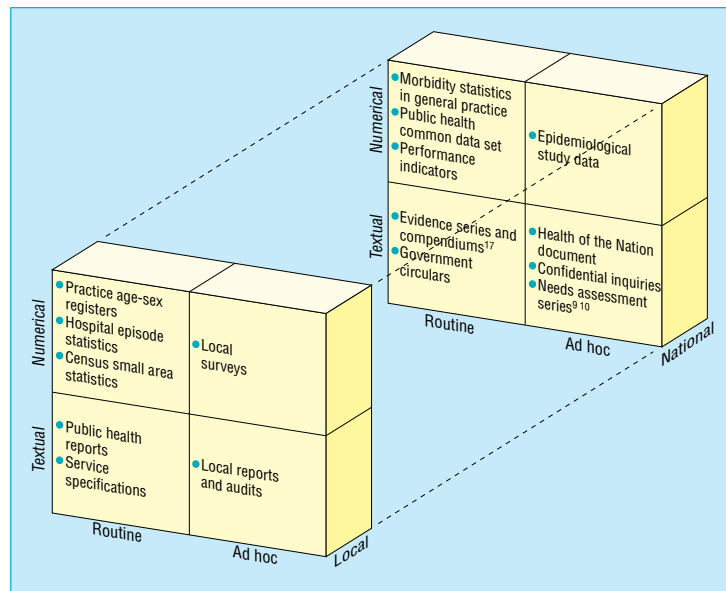 Numerical
● Morbidity statistics
in general practice
● Public health
common data set
● Performance
indicators
● Epidemiological
study data
Textual
● Evidence series and
compendiums17
● Government
circulars
● Health of the Nation
document
● Confidential inquiries
● Needs assessment
series9 10
Routine
Ad hoc
National
Numerical
● Practice age-sex
registers
● Hospital episode
statistics
● Census small area
statistics
● Local
surveys
Textual
● Public health
reports
● Service
specifications
● Local reports
and audits
Routine
Ad hoc
Local